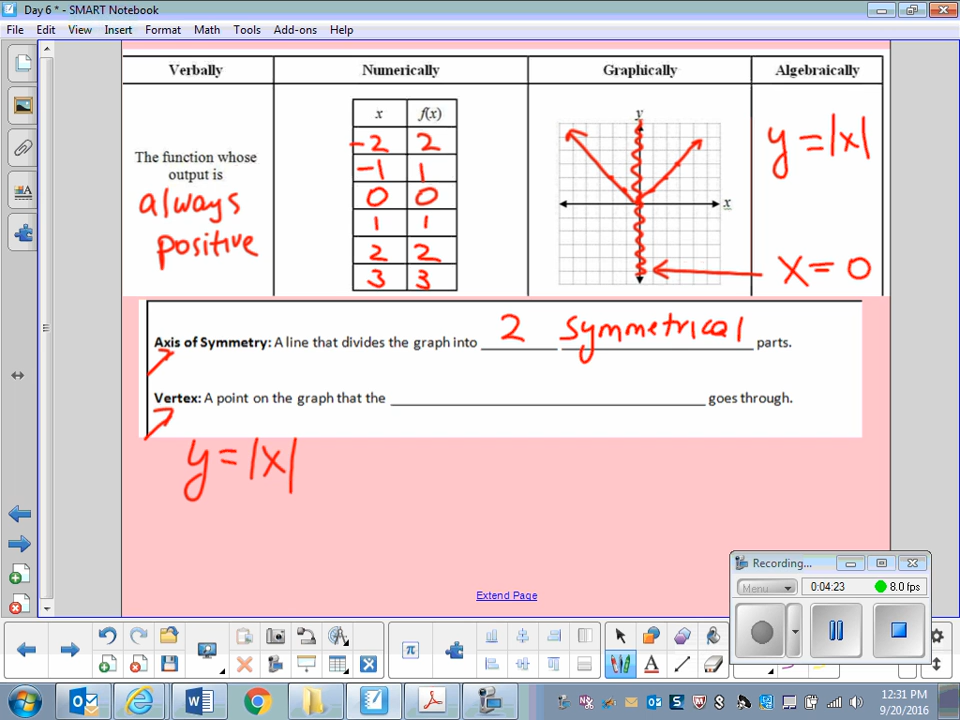 Day 6 * - SMART Notebook
File Edit View Insert Format Math Tools Add-ons Help
Verbally Numerically Graphically Algebraically
The function whose
output is
always
positive
x f(x)
-2 2
-1 1
0 0
1 1
2 2
3 3
y
x
y = |x|
x = 0
Axis of Symmetry: A line that divides the graph into 2 symmetrical parts.
Vertex: A point on the graph that the ____ goes through.
y = |x|
Extend Page
Recording...
Menu 0:04:23 8.0 fps
12:31 PM
9/20/2016